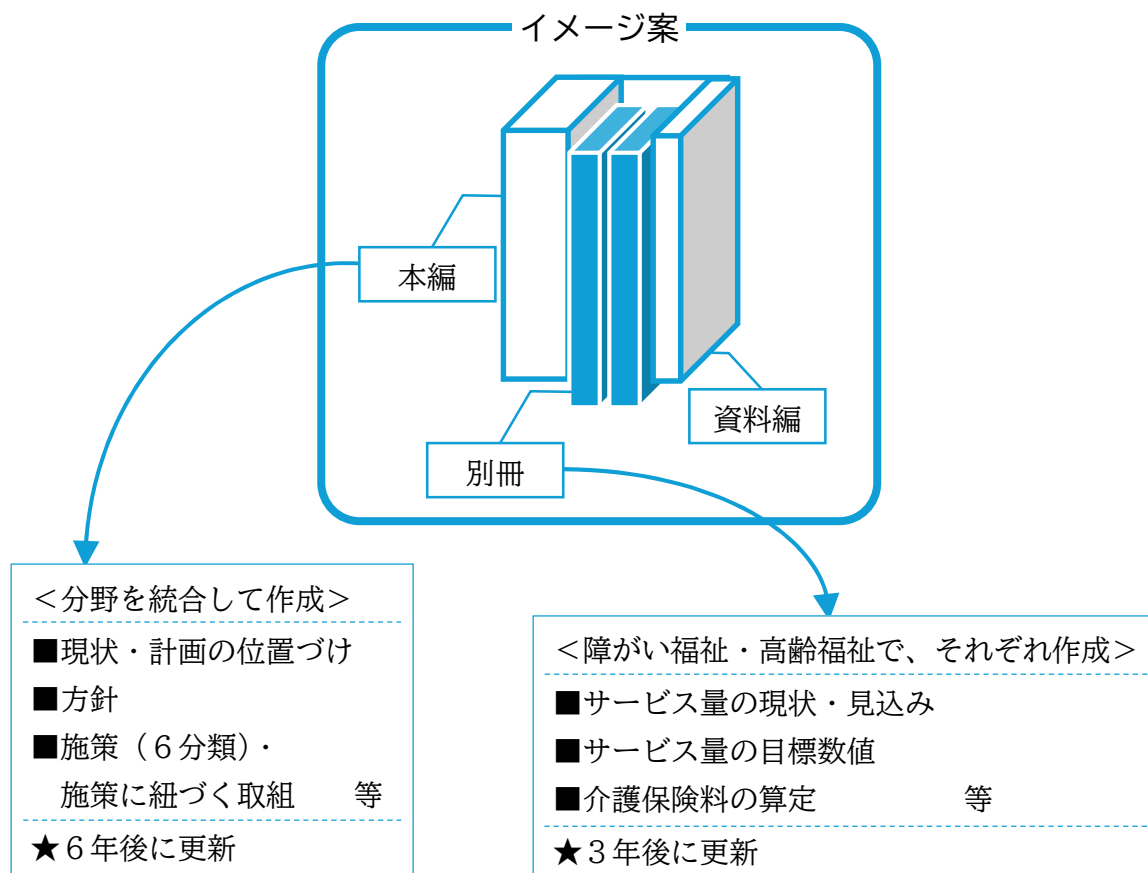 イメージ案
本編
資料編
別冊
＜分野を統合して作成＞
■現状・計画の位置づけ
■方針
■施策（６分類）・
施策に紐づく取組　　等
★６年後に更新
＜障がい福祉・高齢福祉で、それぞれ作成＞
■サービス量の現状・見込み
■サービス量の目標数値
■介護保険料の算定　　　　　　等
★３年後に更新